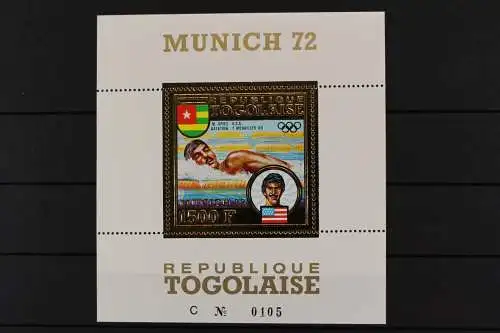 MUNICH 72
REPUBLIQUE
TOGOLAISE
1500 F
REPUBLIQUE
TOGOLAISE
C No 0105